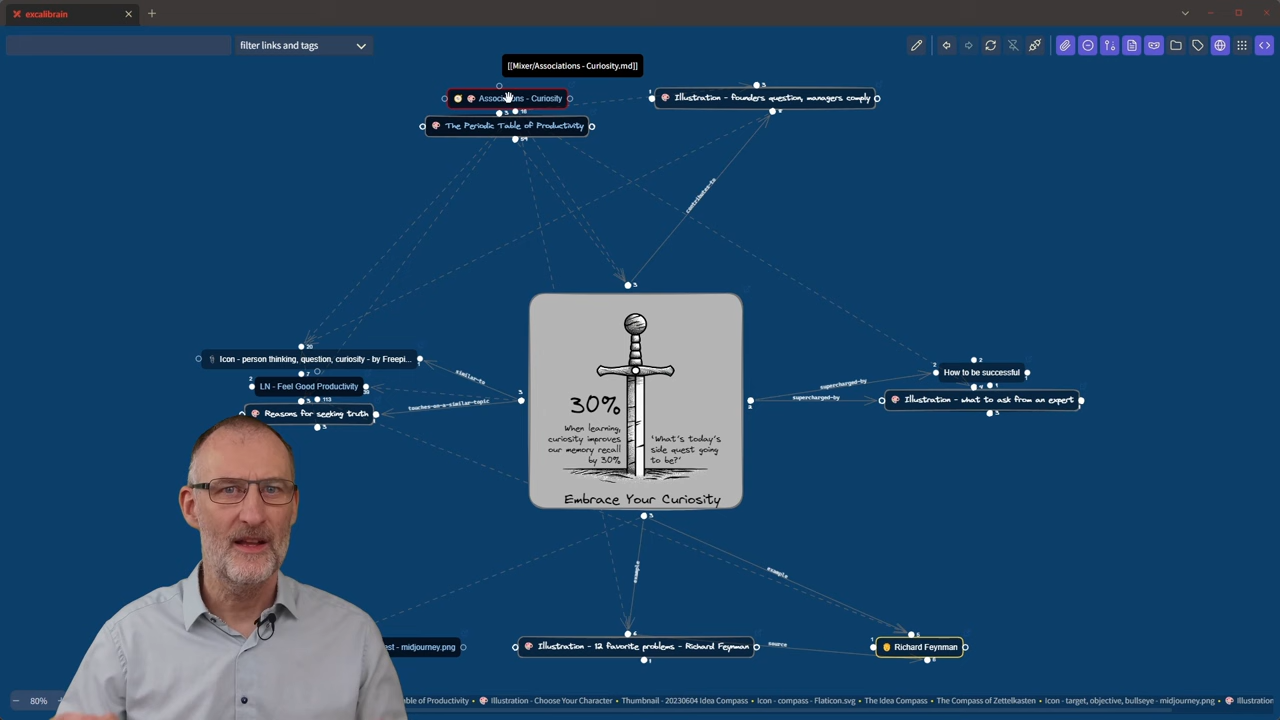 excalibrain
filter links and tags
[[Mixer/Associations - Curiosity.md]]
Associations - Curiosity
Illustration - founders question, managers comply
The Periodic Table of Productivity
contributes-to
Icon - person thinking, question, curiosity - by Freepi...
LN - Feel Good Productivity
Reasons for seeking truth
similar-to
touches-on-a-similar-topic
30%
When learning,
curiosity improves
our memory recall
by 30%
'What's today's
side quest going
to be?'
Embrace Your Curiosity
supercharged-by
supercharged-by
How to be successful
Illustration - what to ask from an expert
example
example
est - midjourney.png
Illustration - 12 favorite problems - Richard Feynman
source
Richard Feynman
80%
able of Productivity • Illustration - Choose Your Character • Thumbnail - 20230604 Idea Compass • Icon - compass - Flaticon.svg • The Idea Compass • The Compass of Zettelkasten • Icon - target, objective, bullseye - midjourney.png • Illustration